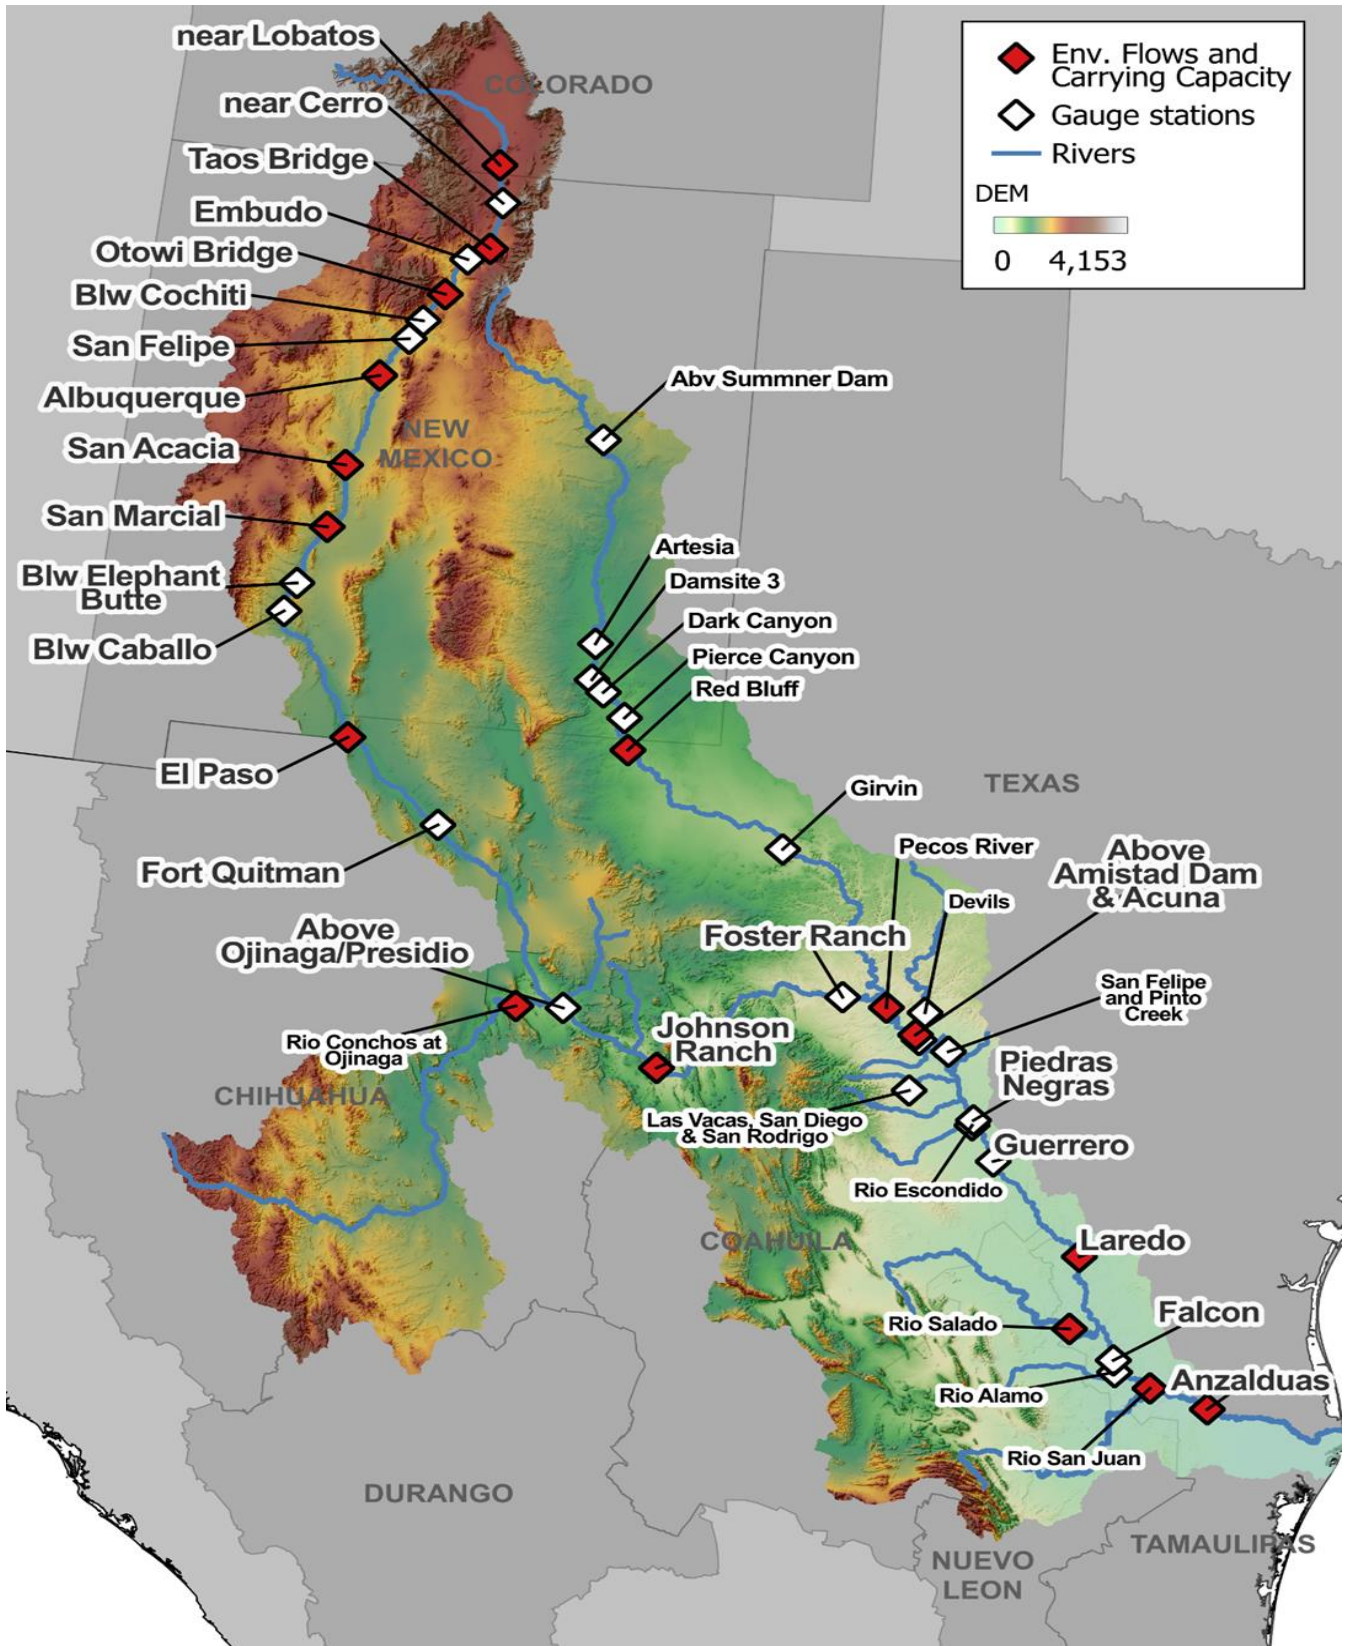 near Lobatos
COLORADO
near Cerro
Taos Bridge
Embudo
Otowi Bridge
Blw Cochiti
San Felipe
Albuquerque
San Acacia
San Marcial
Blw Elephant
Butte
Blw Caballo
El Paso
Fort Quitman
Above
Ojinaga/Presidio
Rio Conchos at
Ojinaga
CHIHUAHUA
NEW
MEXICO
Env. Flows and
Carrying Capacity
Gauge stations
Rivers
DEM
0 4,153
Abv Summner Dam
Artesia
Damsite 3
Dark Canyon
Pierce Canyon
Red Bluff
TEXAS
Girvin
Pecos River
Above
Amistad Dam
& Acuna
Devils
Foster Ranch
San Felipe
and Pinto
Creek
Johnson
Ranch
Piedras
Negras
Las Vacas, San Diego
& San Rodrigo
Guerrero
Rio Escondido
COAHUILA
Laredo
Rio Salado
Falcon
Rio Alamo
Anzalduas
Rio San Juan
DURANGO
NUEVO
LEON
TAMAULIPAS